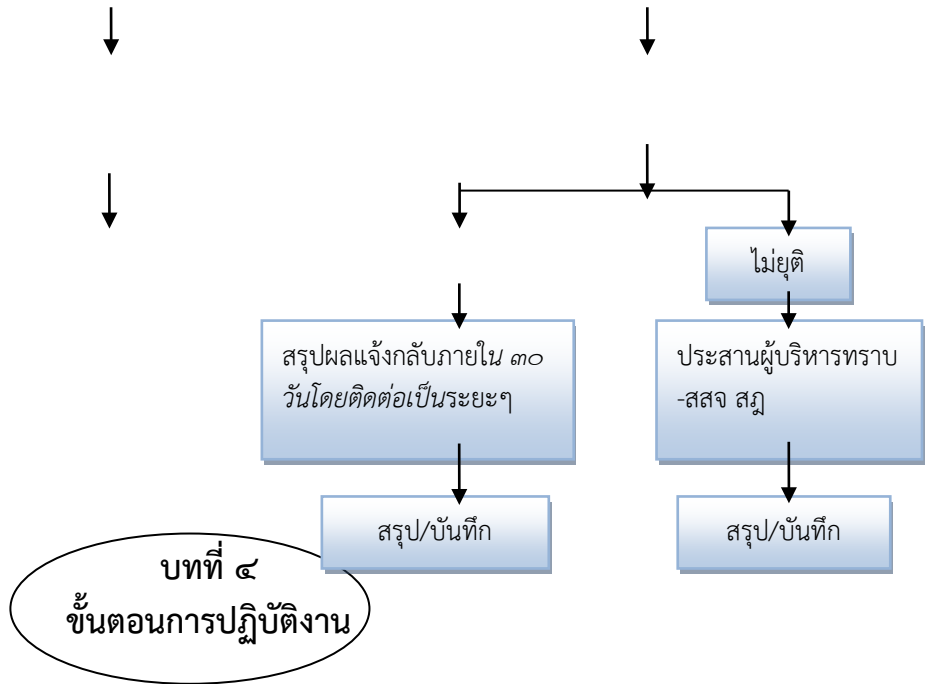 ไม่ยุติ
สรุปผลแจ้งกลับภายใน ๓๐
วันโดยติดต่อเป็นระยะๆ
ประสานผู้บริหารทราบ
-สสจ สฎ
สรุป/บันทึก
สรุป/บันทึก
บทที่ ๔
ขั้นตอนการปฏิบัติงาน